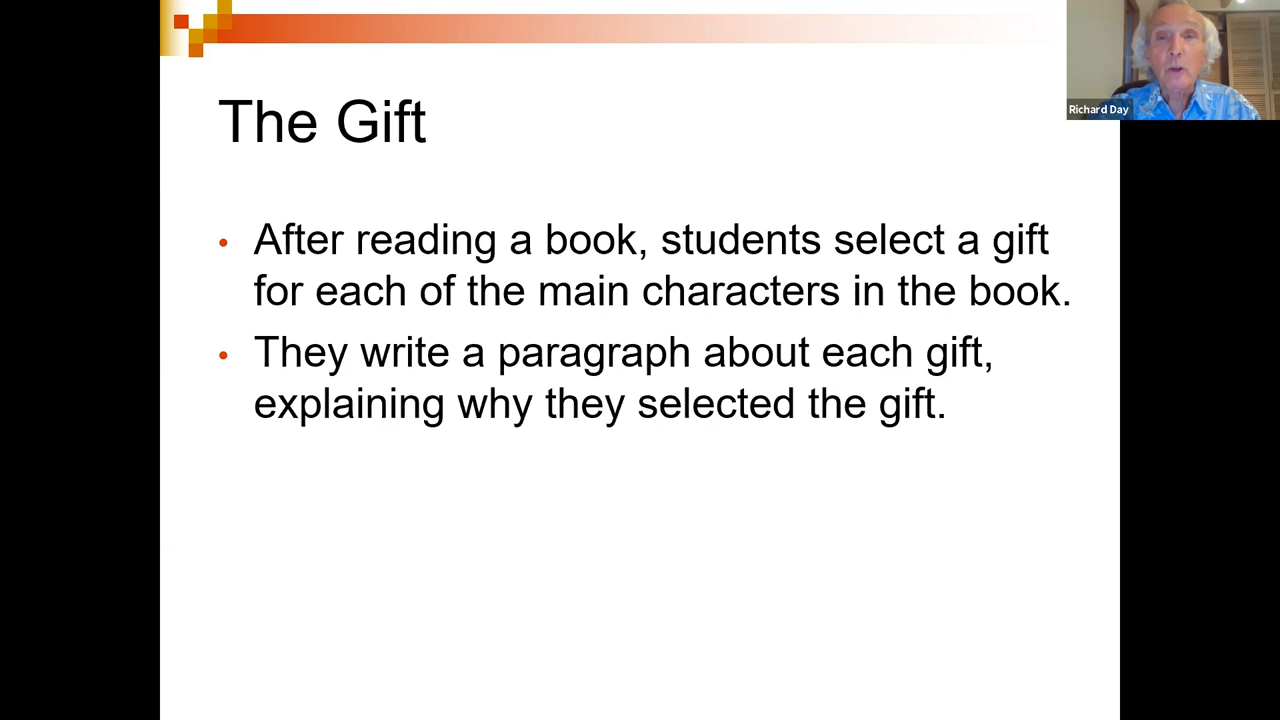 The Gift
• After reading a book, students select a gift
for each of the main characters in the book.
• They write a paragraph about each gift,
explaining why they selected the gift.
Richard Day